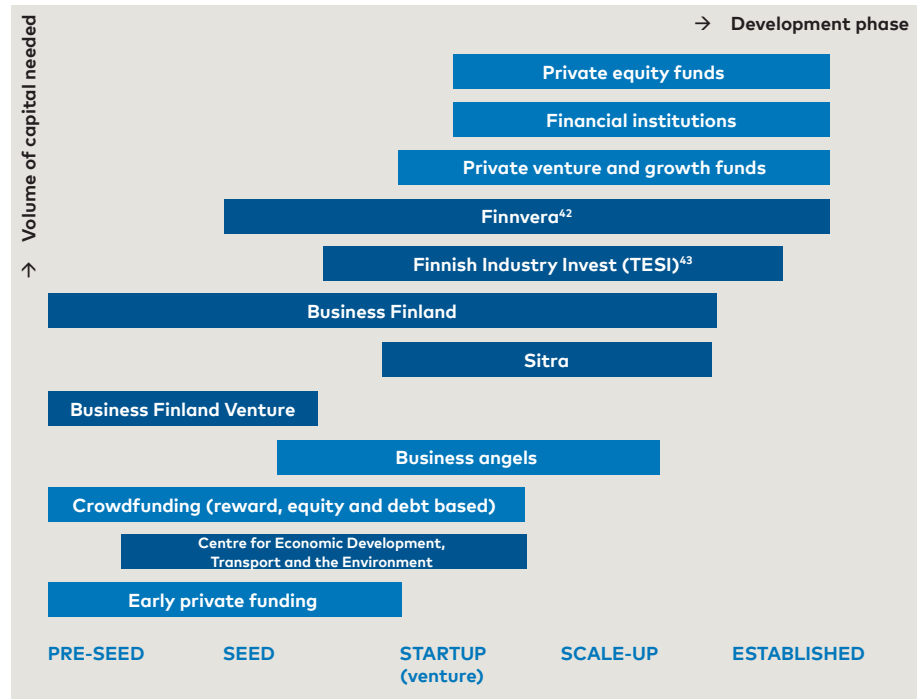 → Development phase
→ Volume of capital needed
Private equity funds
Financial institutions
Private venture and growth funds
Finnvera⁴²
Finnish Industry Invest (TESI)⁴³
Business Finland
Sitra
Business Finland Venture
Business angels
Crowdfunding (reward, equity and debt based)
Centre for Economic Development,
Transport and the Environment
Early private funding
PRE-SEED SEED STARTUP SCALE-UP ESTABLISHED
(venture)